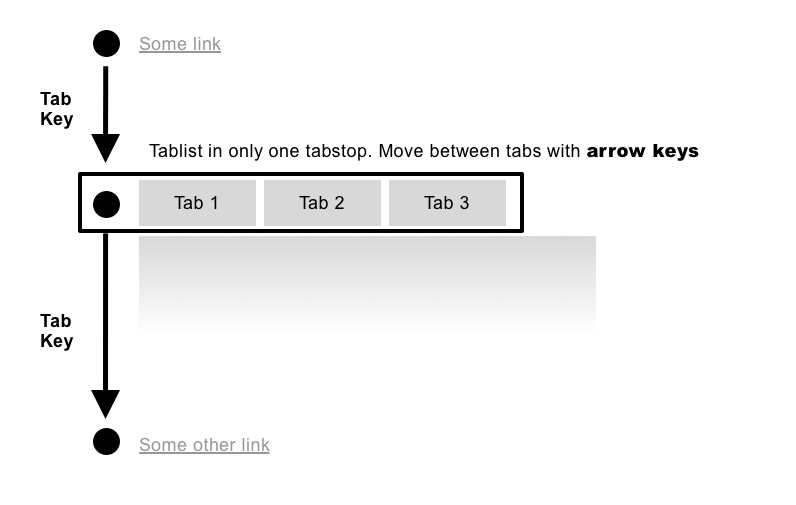 Some link
Tab
Key
Tablist in only one tabstop. Move between tabs with arrow keys
Tab 1 Tab 2 Tab 3
Tab
Key
Some other link